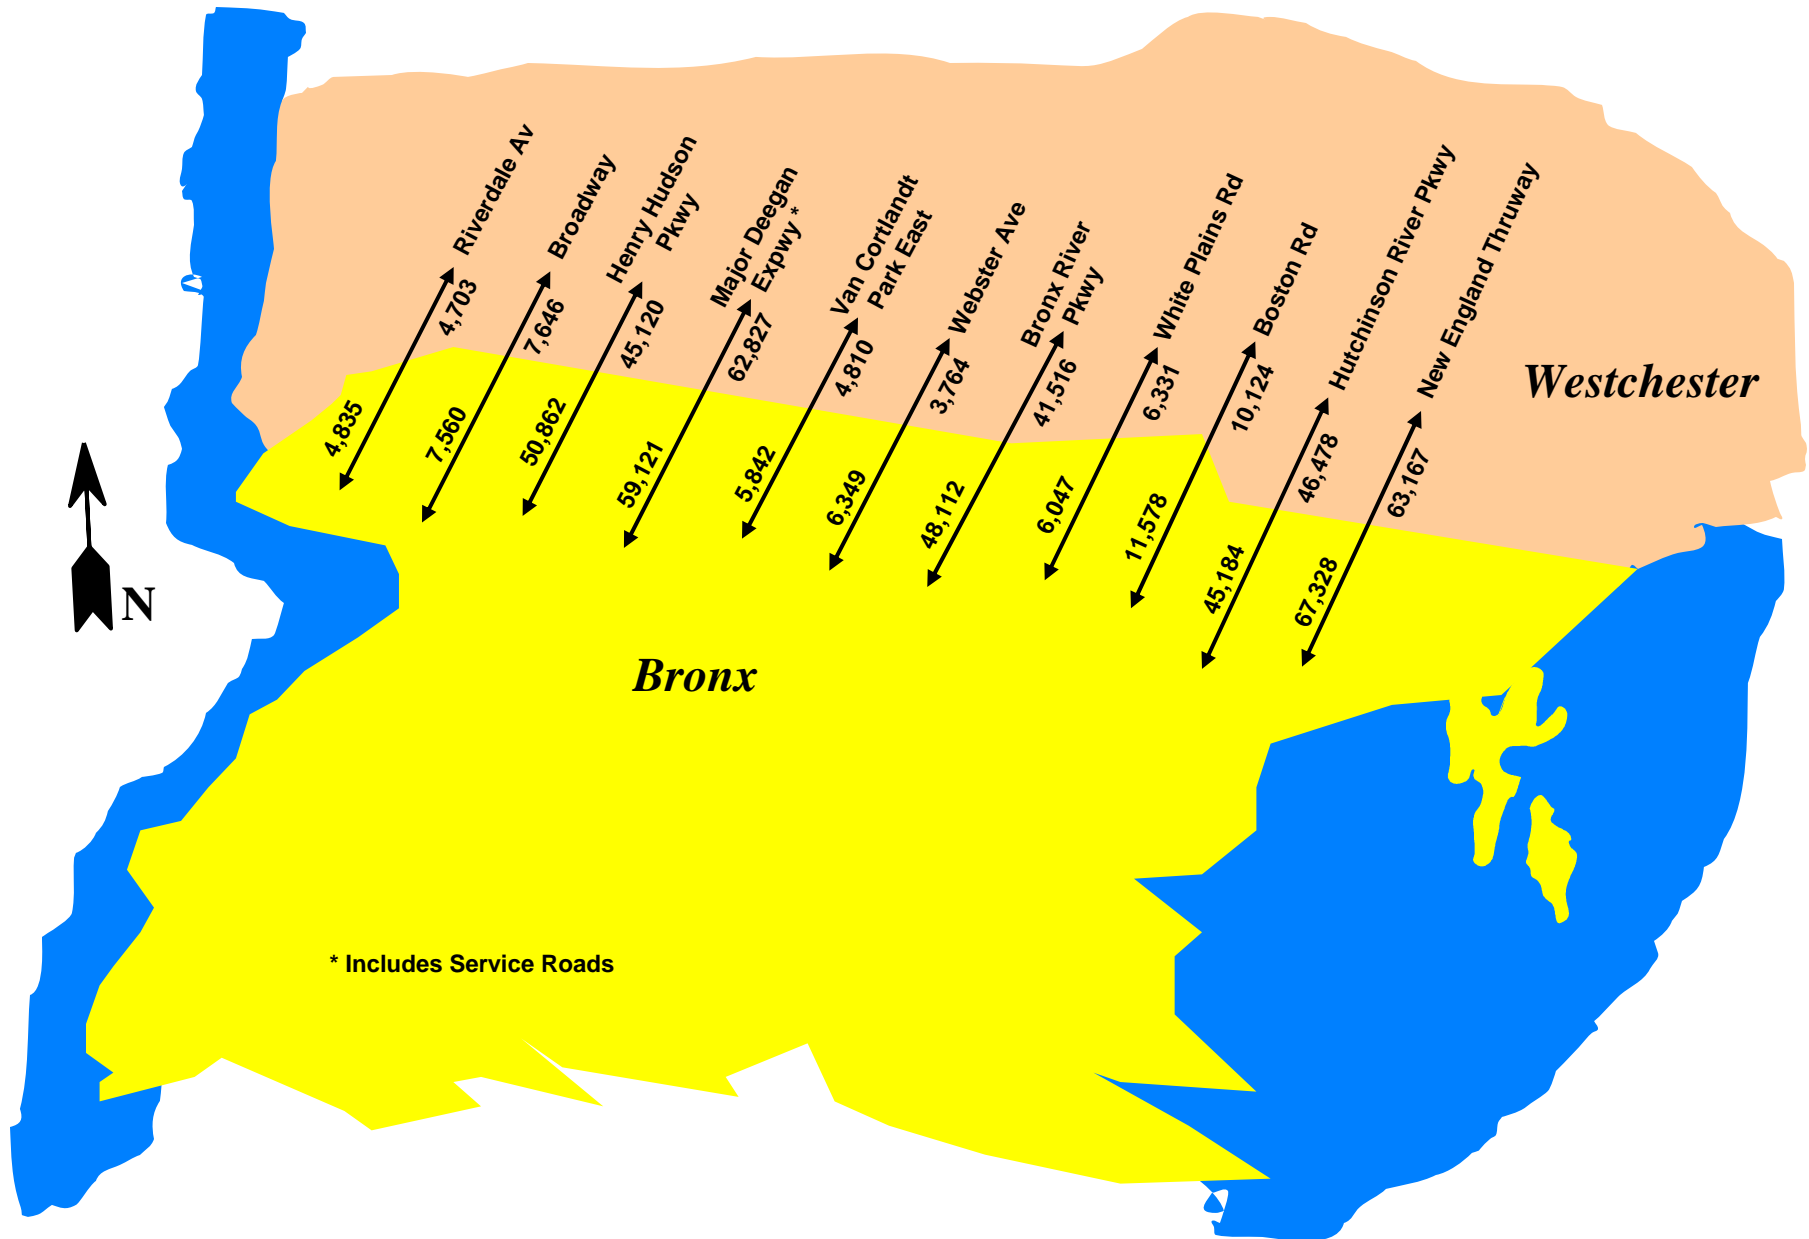 Riverdale Av
4,703
4,835
Broadway
7,646
7,560
Henry Hudson
Pkwy
45,120
50,862
Major Deegan
Expwy *
62,827
59,121
Van Cortlandt
Park East
4,810
5,842
Webster Ave
3,764
6,349
Bronx River
Pkwy
41,516
48,112
White Plains Rd
6,331
6,047
Boston Rd
10,124
11,578
Hutchinson River Pkwy
46,478
45,184
New England Thruway
63,167
67,328
Westchester
N
Bronx
* Includes Service Roads